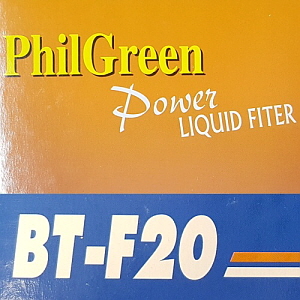 PhilGreen
Power
LIQUID FITER
BT-F20